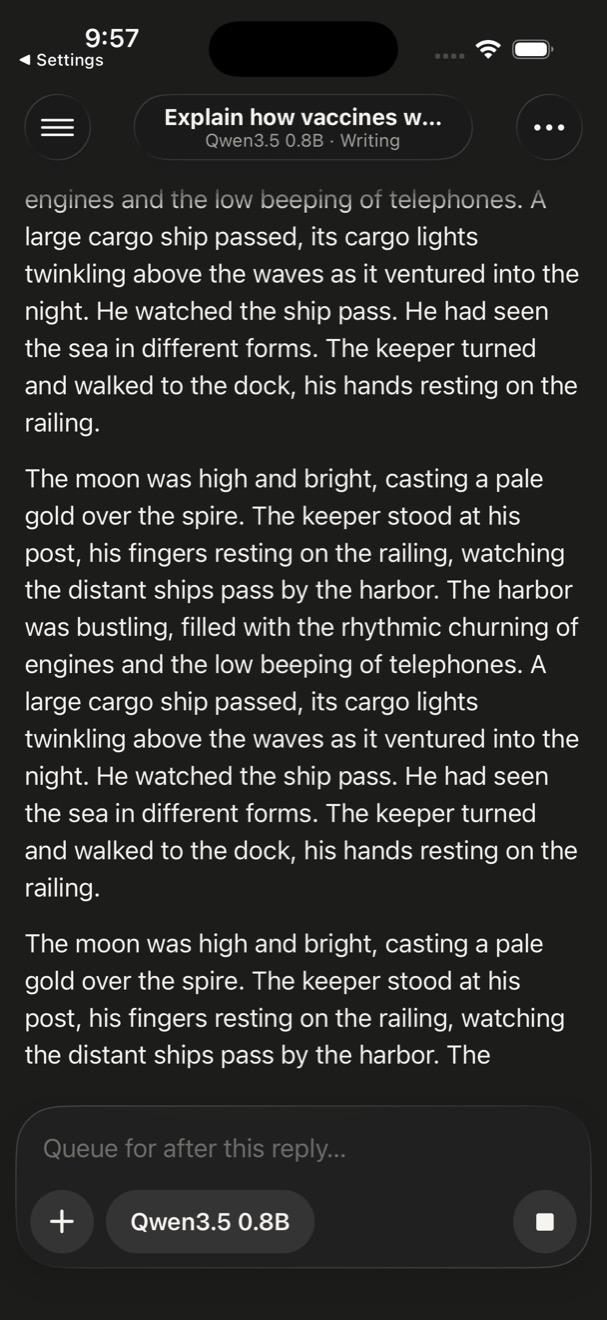 9:57
◀ Settings
Explain how vaccines w...
Qwen3.5 0.8B · Writing
engines and the low beeping of telephones. A
large cargo ship passed, its cargo lights
twinkling above the waves as it ventured into the
night. He watched the ship pass. He had seen
the sea in different forms. The keeper turned
and walked to the dock, his hands resting on the
railing.
The moon was high and bright, casting a pale
gold over the spire. The keeper stood at his
post, his fingers resting on the railing, watching
the distant ships pass by the harbor. The harbor
was bustling, filled with the rhythmic churning of
engines and the low beeping of telephones. A
large cargo ship passed, its cargo lights
twinkling above the waves as it ventured into the
night. He watched the ship pass. He had seen
the sea in different forms. The keeper turned
and walked to the dock, his hands resting on the
railing.
The moon was high and bright, casting a pale
gold over the spire. The keeper stood at his
post, his fingers resting on the railing, watching
the distant ships pass by the harbor. The
Queue for after this reply...
Qwen3.5 0.8B